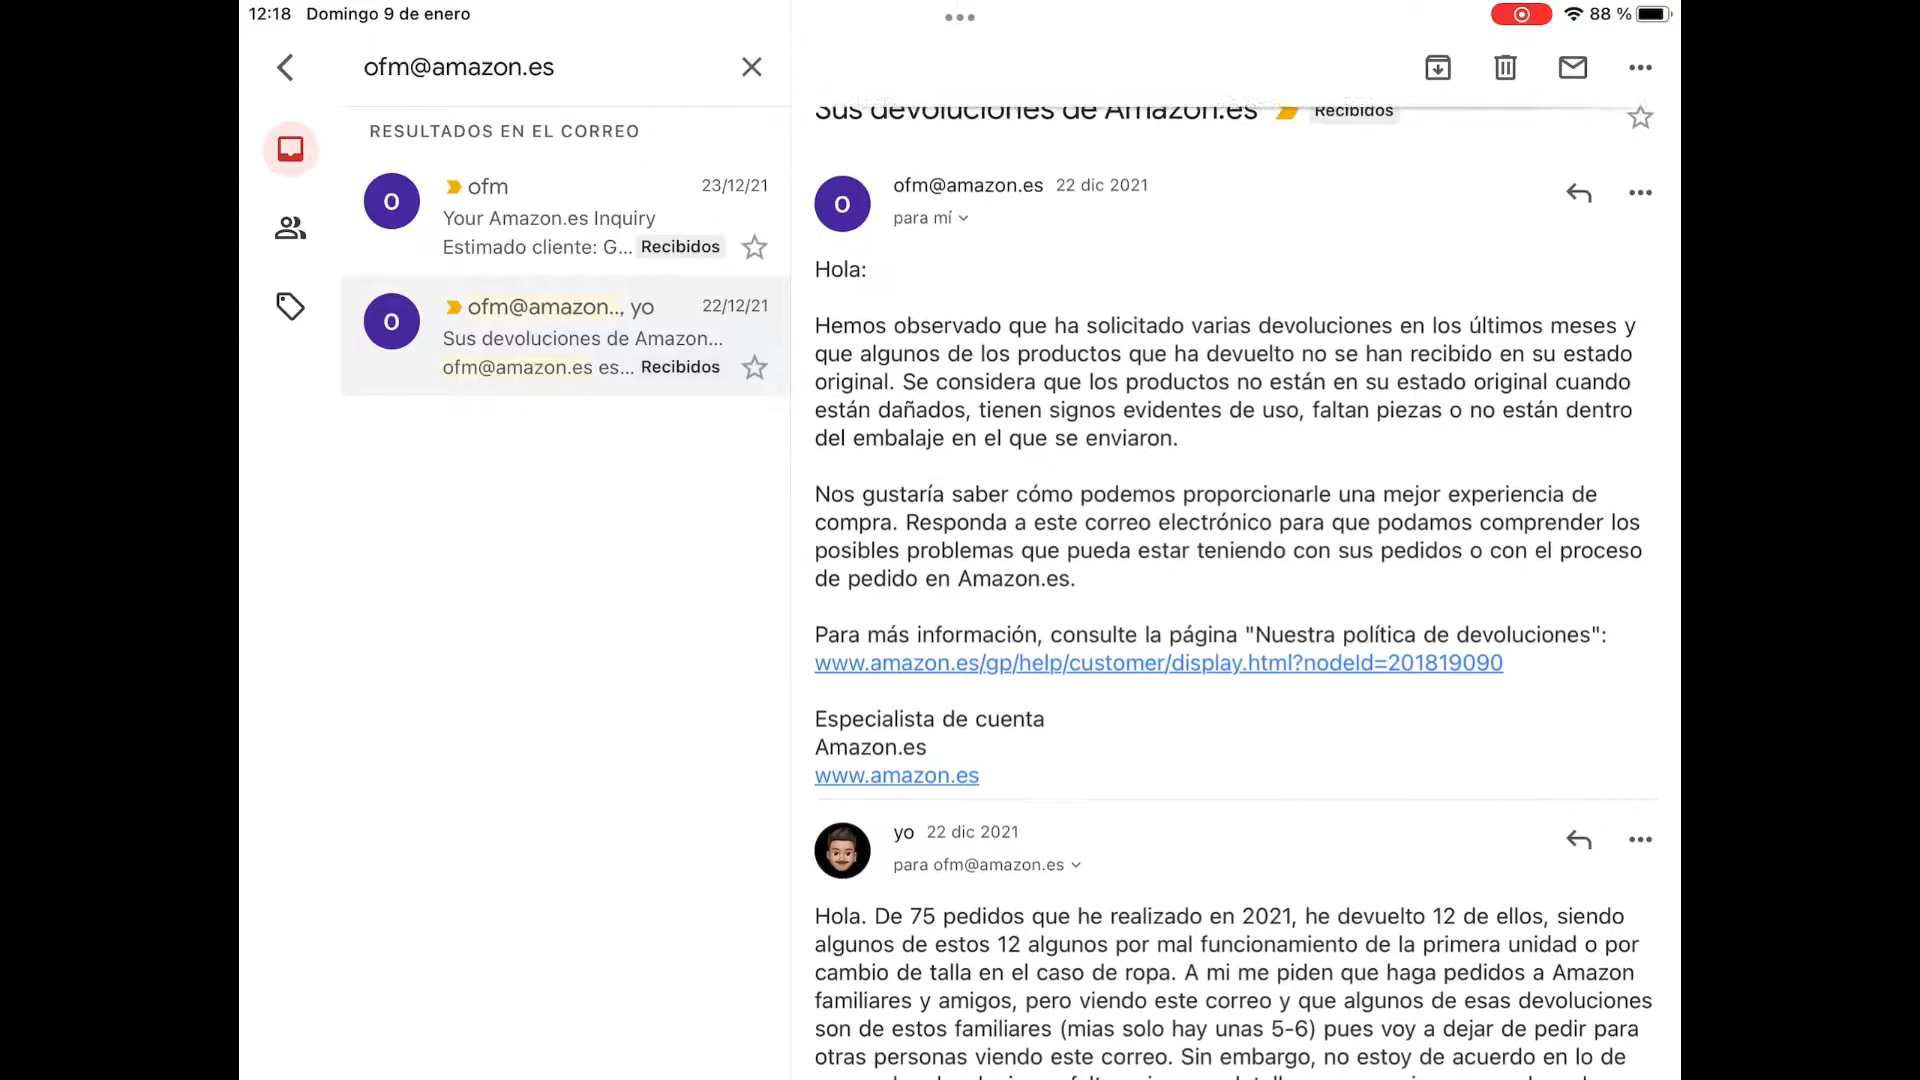 12:18 Domingo 9 de enero
88 %
ofm@amazon.es
RESULTADOS EN EL CORREO
O
ofm
23/12/21
Your Amazon.es Inquiry
Estimado cliente: G...
Recibidos
O
ofm@amazon.., yo
22/12/21
Sus devoluciones de Amazon...
ofm@amazon.es es...
Recibidos
Sus devoluciones de Amazon.es
Recibidos
O
ofm@amazon.es 22 dic 2021
para mí
Hola:
Hemos observado que ha solicitado varias devoluciones en los últimos meses y
que algunos de los productos que ha devuelto no se han recibido en su estado
original. Se considera que los productos no están en su estado original cuando
están dañados, tienen signos evidentes de uso, faltan piezas o no están dentro
del embalaje en el que se enviaron.
Nos gustaría saber cómo podemos proporcionarle una mejor experiencia de
compra. Responda a este correo electrónico para que podamos comprender los
posibles problemas que pueda estar teniendo con sus pedidos o con el proceso
de pedido en Amazon.es.
Para más información, consulte la página "Nuestra política de devoluciones":
www.amazon.es/gp/help/customer/display.html?nodeId=201819090
Especialista de cuenta
Amazon.es
www.amazon.es
yo 22 dic 2021
para ofm@amazon.es
Hola. De 75 pedidos que he realizado en 2021, he devuelto 12 de ellos, siendo
algunos de estos 12 algunos por mal funcionamiento de la primera unidad o por
cambio de talla en el caso de ropa. A mi me piden que haga pedidos a Amazon
familiares y amigos, pero viendo este correo y que algunos de esas devoluciones
son de estos familiares (mias solo hay unas 5-6) pues voy a dejar de pedir para
otras personas viendo este correo. Sin embargo, no estoy de acuerdo en lo de